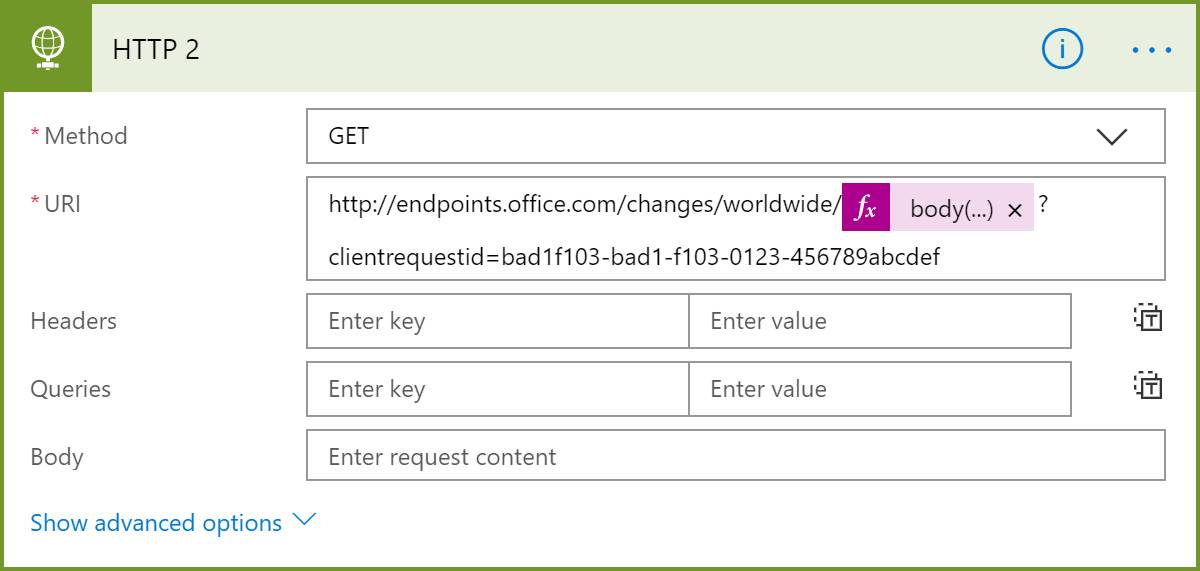 HTTP 2
i
* Method
GET
* URI
http://endpoints.office.com/changes/worldwide/ fx body(...) × ?
clientrequestid=bad1f103-bad1-f103-0123-456789abcdef
Headers
Enter key
Enter value
T
Queries
Enter key
Enter value
T
Body
Enter request content
Show advanced options